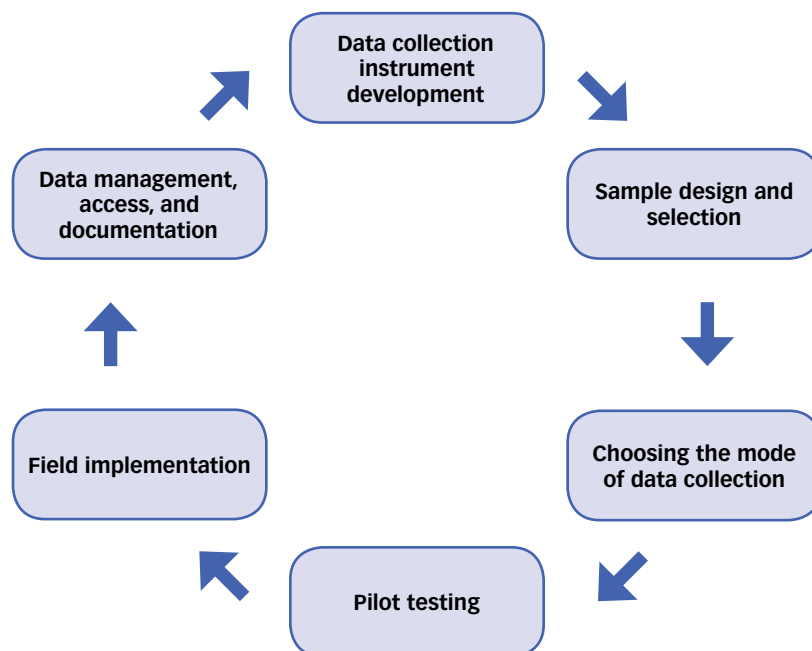 Data collection
instrument
development
Sample design and
selection
Choosing the mode
of data collection
Pilot testing
Field implementation
Data management,
access, and
documentation